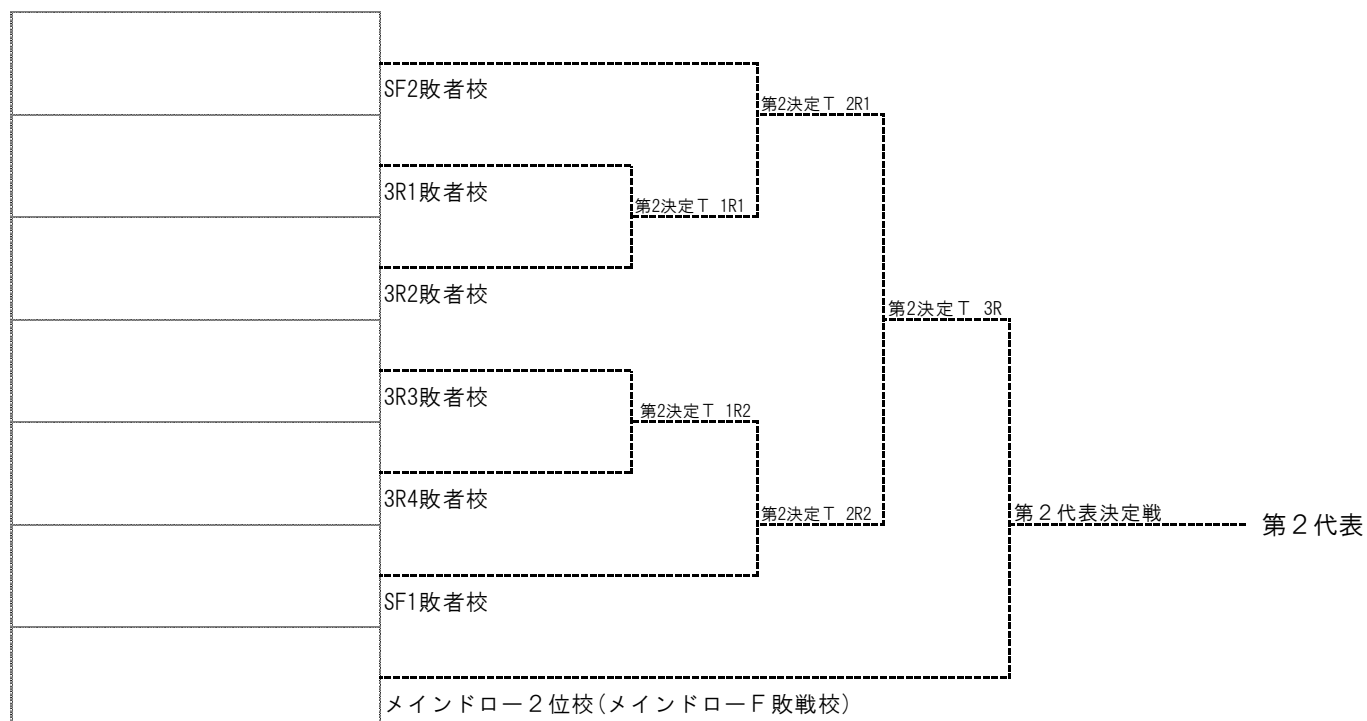 SF2敗者校
第2決定Ｔ 2R1
3R1敗者校
第2決定Ｔ 1R1
3R2敗者校
第2決定Ｔ 3R
3R3敗者校
第2決定Ｔ 1R2
3R4敗者校
第2決定Ｔ 2R2
第２代表決定戦
第２代表
SF1敗者校
メインドロー２位校(メインドローＦ敗戦校)